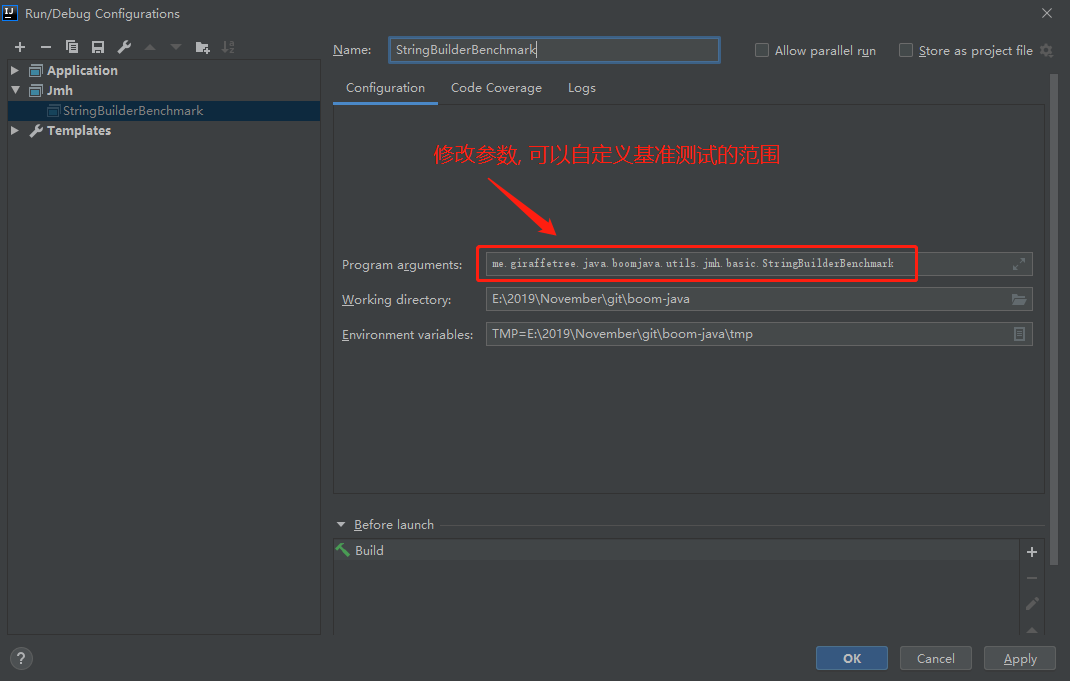 Run/Debug Configurations
Application
Jmh
StringBuilderBenchmark
Templates
Name: StringBuilderBenchmark Allow parallel run Store as project file
Configuration Code Coverage Logs
修改参数, 可以自定义基准测试的范围
Program arguments: me.giraffetree.java.boomjava.utils.jmh.basic.StringBuilderBenchmark
Working directory: E:\2019\November\git\boom-java
Environment variables: TMP=E:\2019\November\git\boom-java\tmp
Before launch
Build
? OK Cancel Apply